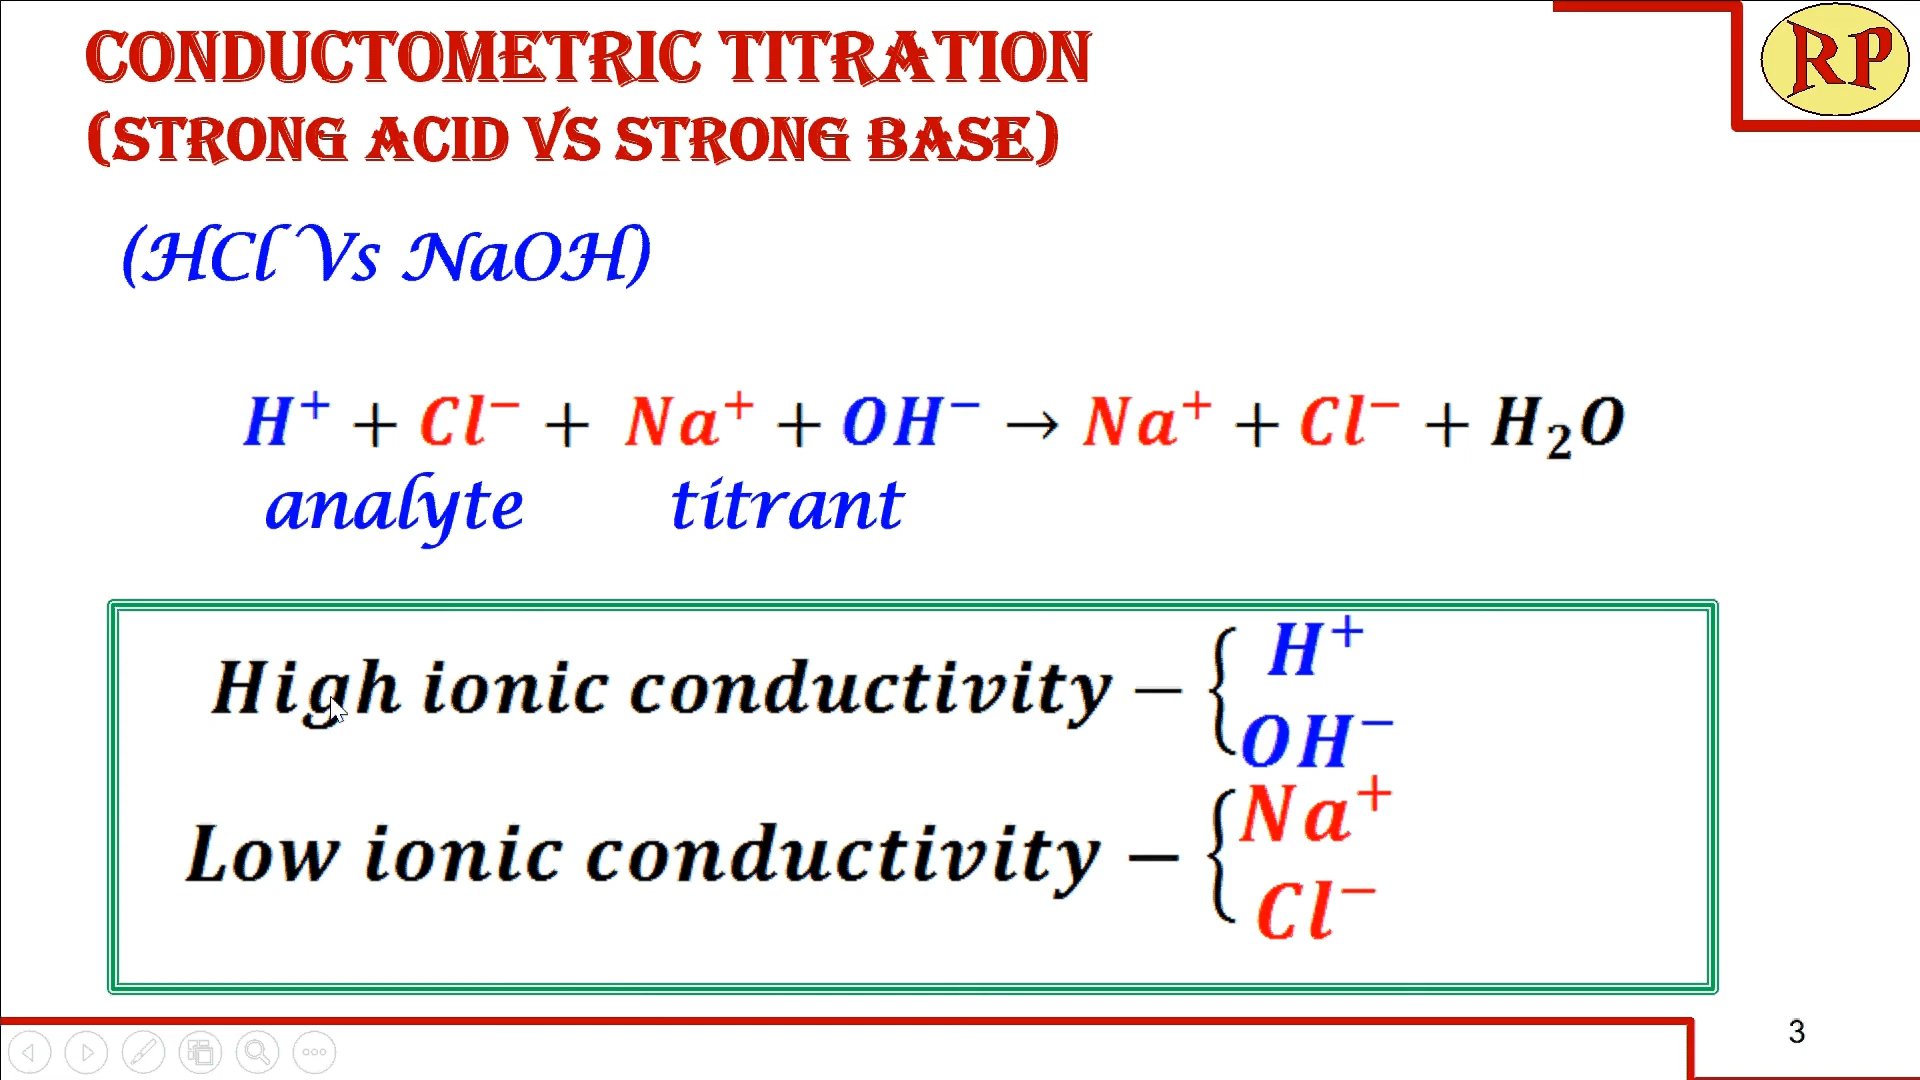 CONDUCTOMETRIC TITRATION
RP
(STRONG ACID VS STRONG BASE)
(HCl Vs NaOH)
H⁺ + Cl⁻ + Na⁺ + OH⁻ → Na⁺ + Cl⁻ + H₂O
analyte titrant
High ionic conductivity – { H⁺
OH⁻
Low ionic conductivity – { Na⁺
Cl⁻
3